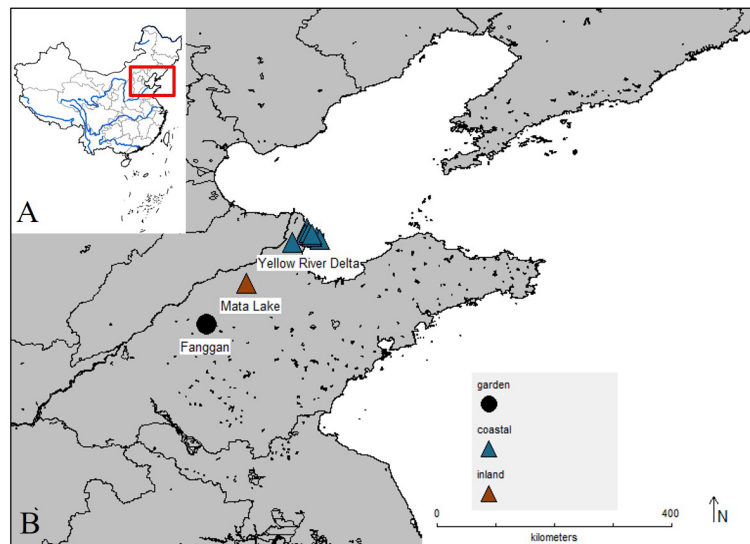 A
Yellow River Delta
Mata Lake
Fanggan
garden
coastal
inland
B
0
400
kilometers
N